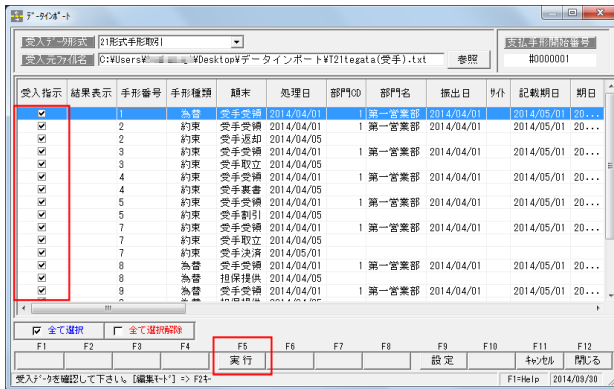 データインポート
受入データ形式 21形式手形取引
受入元ファイル名 C:¥Users¥ ¥Desktop¥データインポート¥T21tegata(受手).txt 参照
支払手形開始番号
#0000001
受入指示 結果表示 手形番号 手形種類 顛末 処理日 部門CD 部門名 振出日 サイト 記載期日 期日
1 為替 受手受領 2014/04/01 1 第一営業部 2014/04/01 2014/05/01 20...
2 約束 受手受領 2014/04/01 1 第一営業部 2014/04/01 2014/05/01 20...
2 約束 受手返却 2014/04/05
3 約束 受手受領 2014/04/01 1 第一営業部 2014/04/01 2014/05/01 20...
3 約束 受手取立 2014/04/05
4 約束 受手受領 2014/04/01 1 第一営業部 2014/04/01 2014/05/01 20...
4 約束 受手裏書 2014/04/05
5 約束 受手受領 2014/04/01 1 第一営業部 2014/04/01 2014/05/01 20...
5 約束 受手割引 2014/04/05
7 約束 受手受領 2014/04/01 1 第一営業部 2014/04/01 2014/05/01 20...
7 約束 受手取立 2014/04/05
7 約束 受手決済 2014/05/01
8 為替 受手受領 2014/04/01 1 第一営業部 2014/04/01 2014/05/01 20...
8 為替 担保提供 2014/04/05
9 為替 受手受領 2014/04/01 1 第一営業部 2014/04/01 2014/05/01 20...
全て選択 全て選択解除
F1 F2 F3 F4 F5 F6 F7 F8 F9 F10 F11 F12
実行 設定 キャンセル 閉じる
受入データを確認して下さい。[編集モード] => F2キー F1=Help 2014/09/30